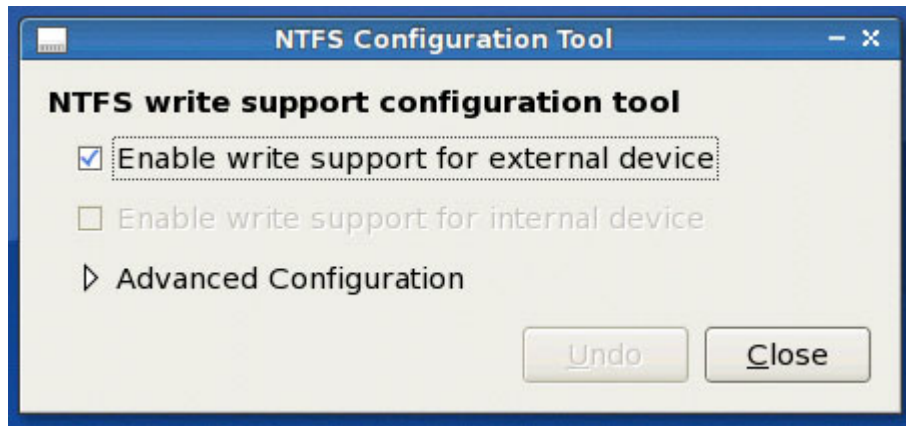 NTFS Configuration Tool
NTFS write support configuration tool
Enable write support for external device
Enable write support for internal device
Advanced Configuration
Undo Close